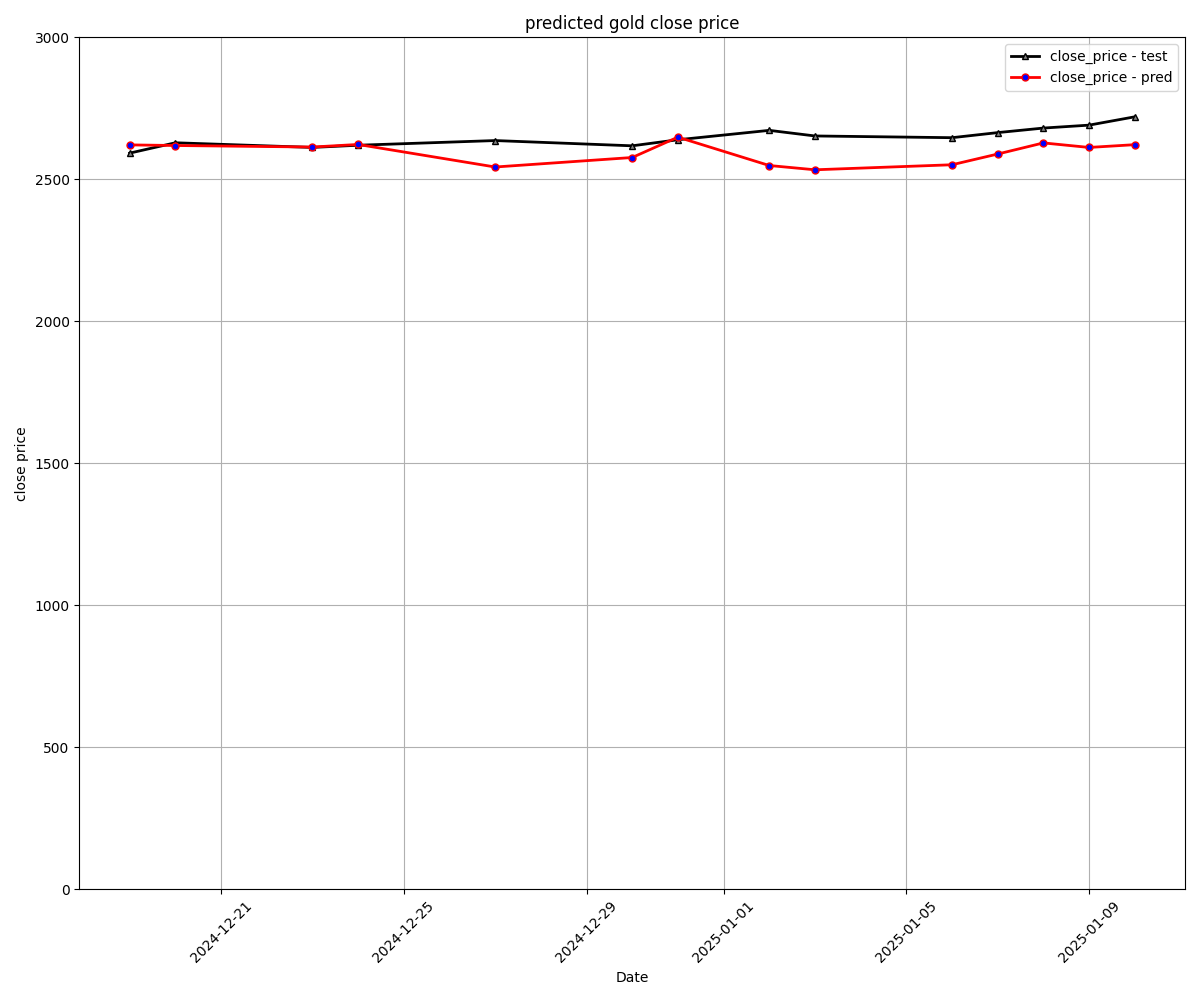 predicted gold close price
close_price - test
close_price - pred
3000
2500
2000
1500
1000
500
0
close price
2024-12-21
2024-12-25
2024-12-29
2025-01-01
2025-01-05
2025-01-09
Date